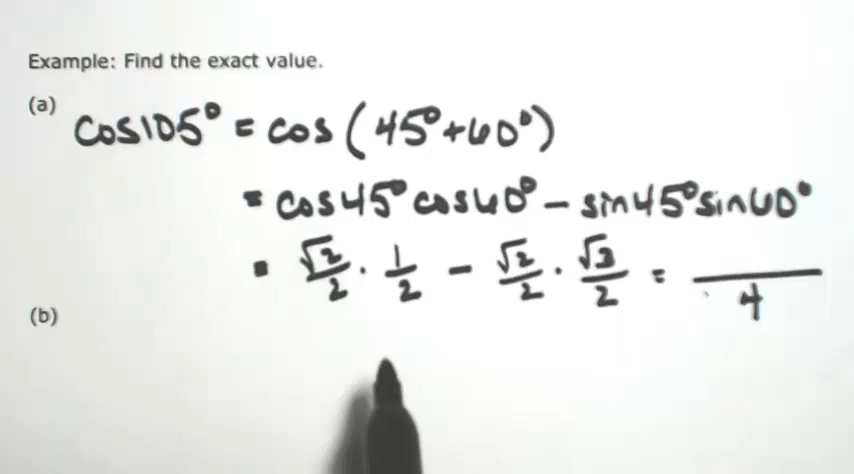 Example: Find the exact value.
(a) cos105° = cos(45°+60°)
= cos45°cos60° - sin45°sin60°
= √2/2 · 1/2 - √2/2 · √3/2 = /4
(b)